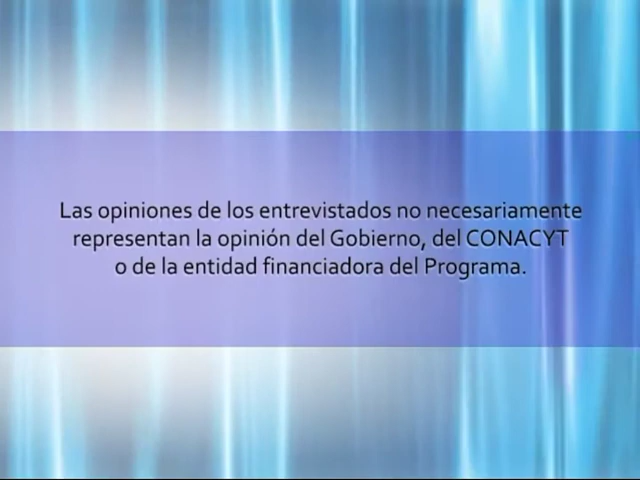 Las opiniones de los entrevistados no necesariamente
representan la opinión del Gobierno, del CONACYT
o de la entidad financiadora del Programa.